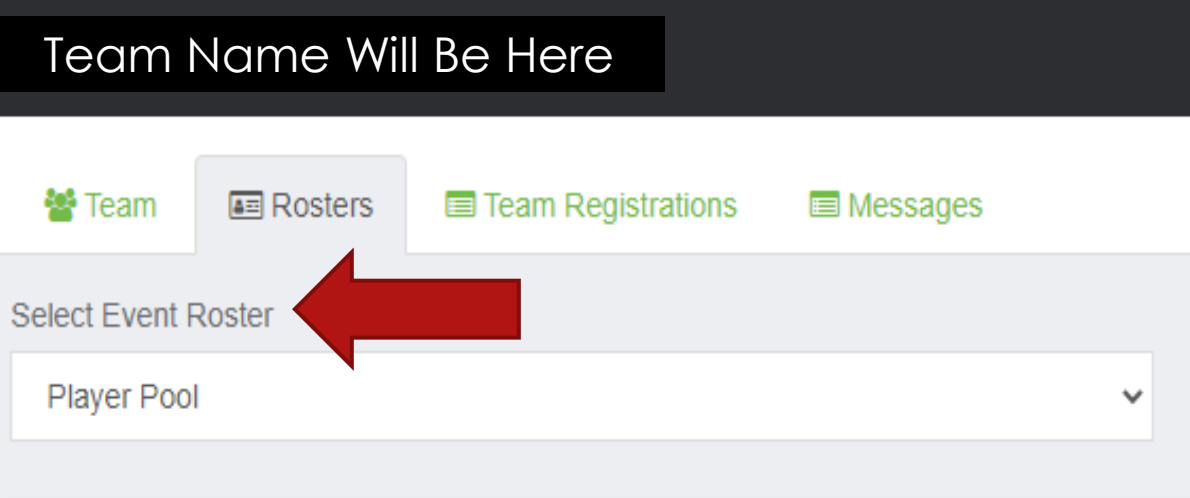 Team Name Will Be Here
Team Rosters Team Registrations Messages
Select Event Roster
Player Pool